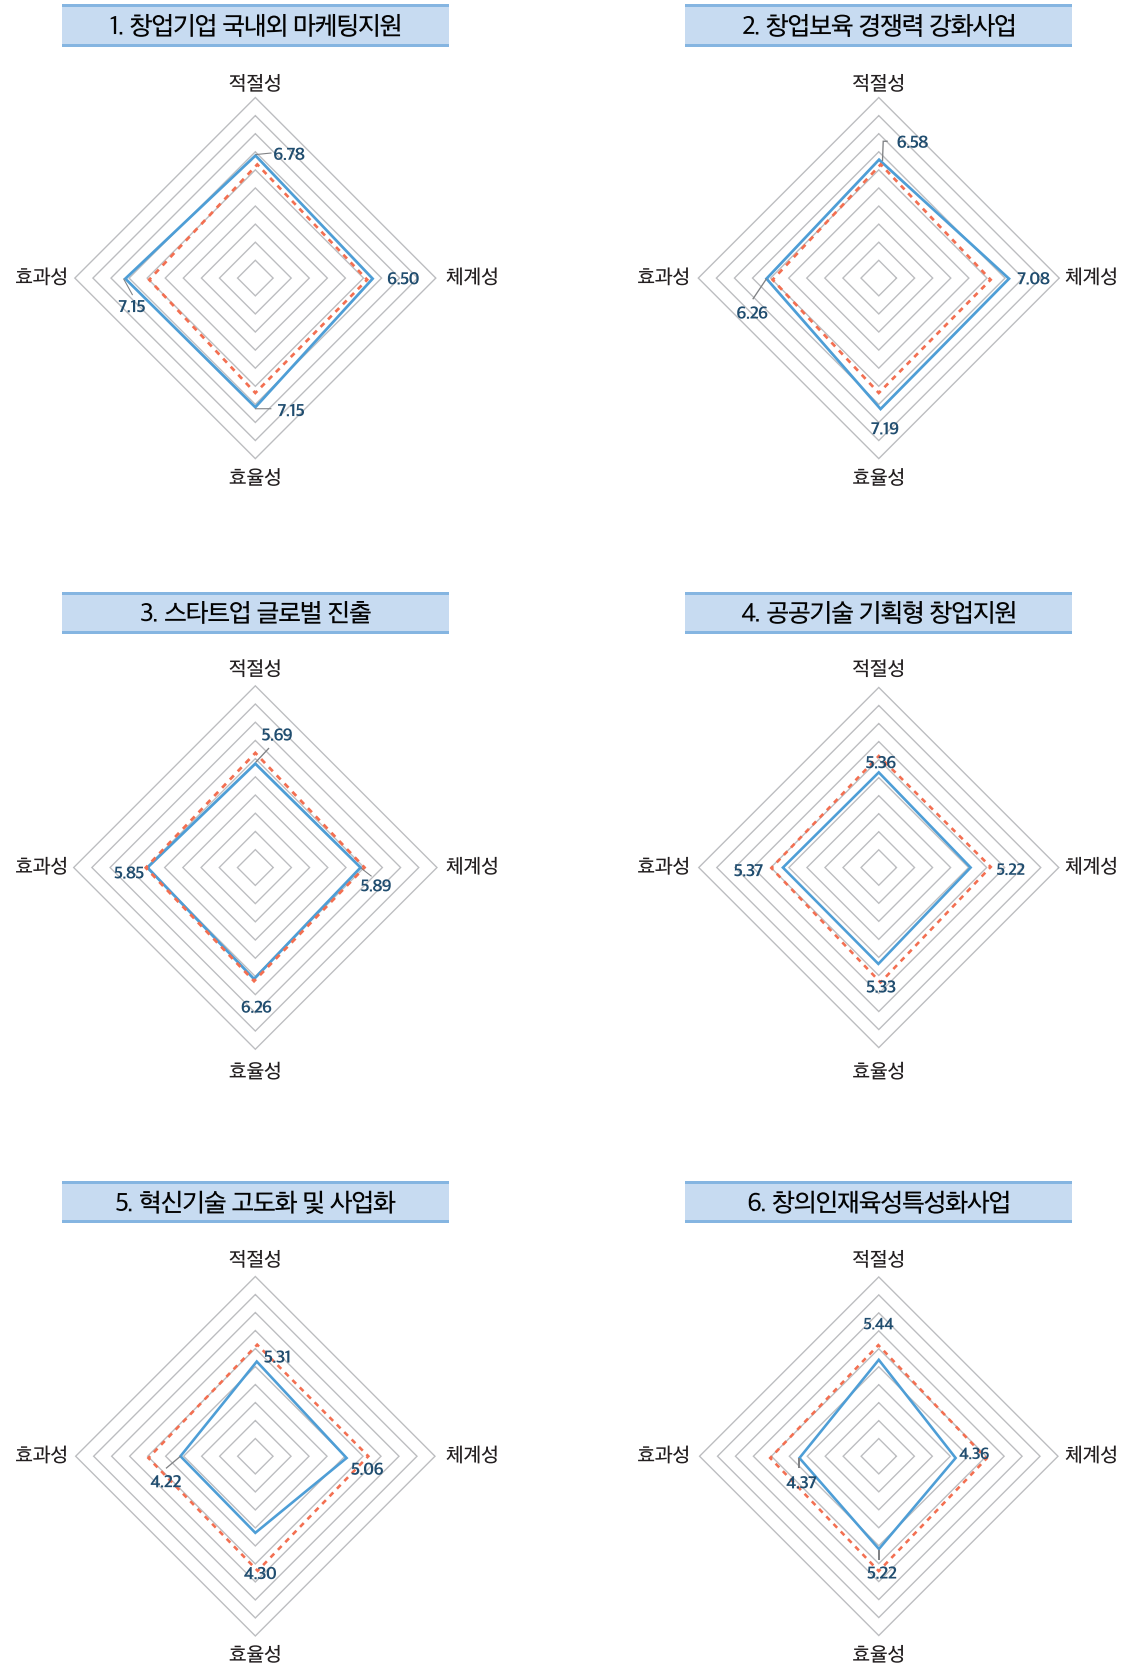 1. 창업기업 국내외 마케팅지원
적절성
6.78
효과성
6.50
체계성
7.15
7.15
효율성
2. 창업보육 경쟁력 강화사업
적절성
6.58
효과성
7.08
체계성
6.26
7.19
효율성
3. 스타트업 글로벌 진출
적절성
5.69
효과성
5.85
5.89
체계성
6.26
효율성
4. 공공기술 기획형 창업지원
적절성
5.36
효과성
5.37
5.22
체계성
5.33
효율성
5. 혁신기술 고도화 및 사업화
적절성
5.31
효과성
체계성
4.22
5.06
4.30
효율성
6. 창의인재육성특성화사업
적절성
5.44
효과성
4.36
체계성
4.37
5.22
효율성